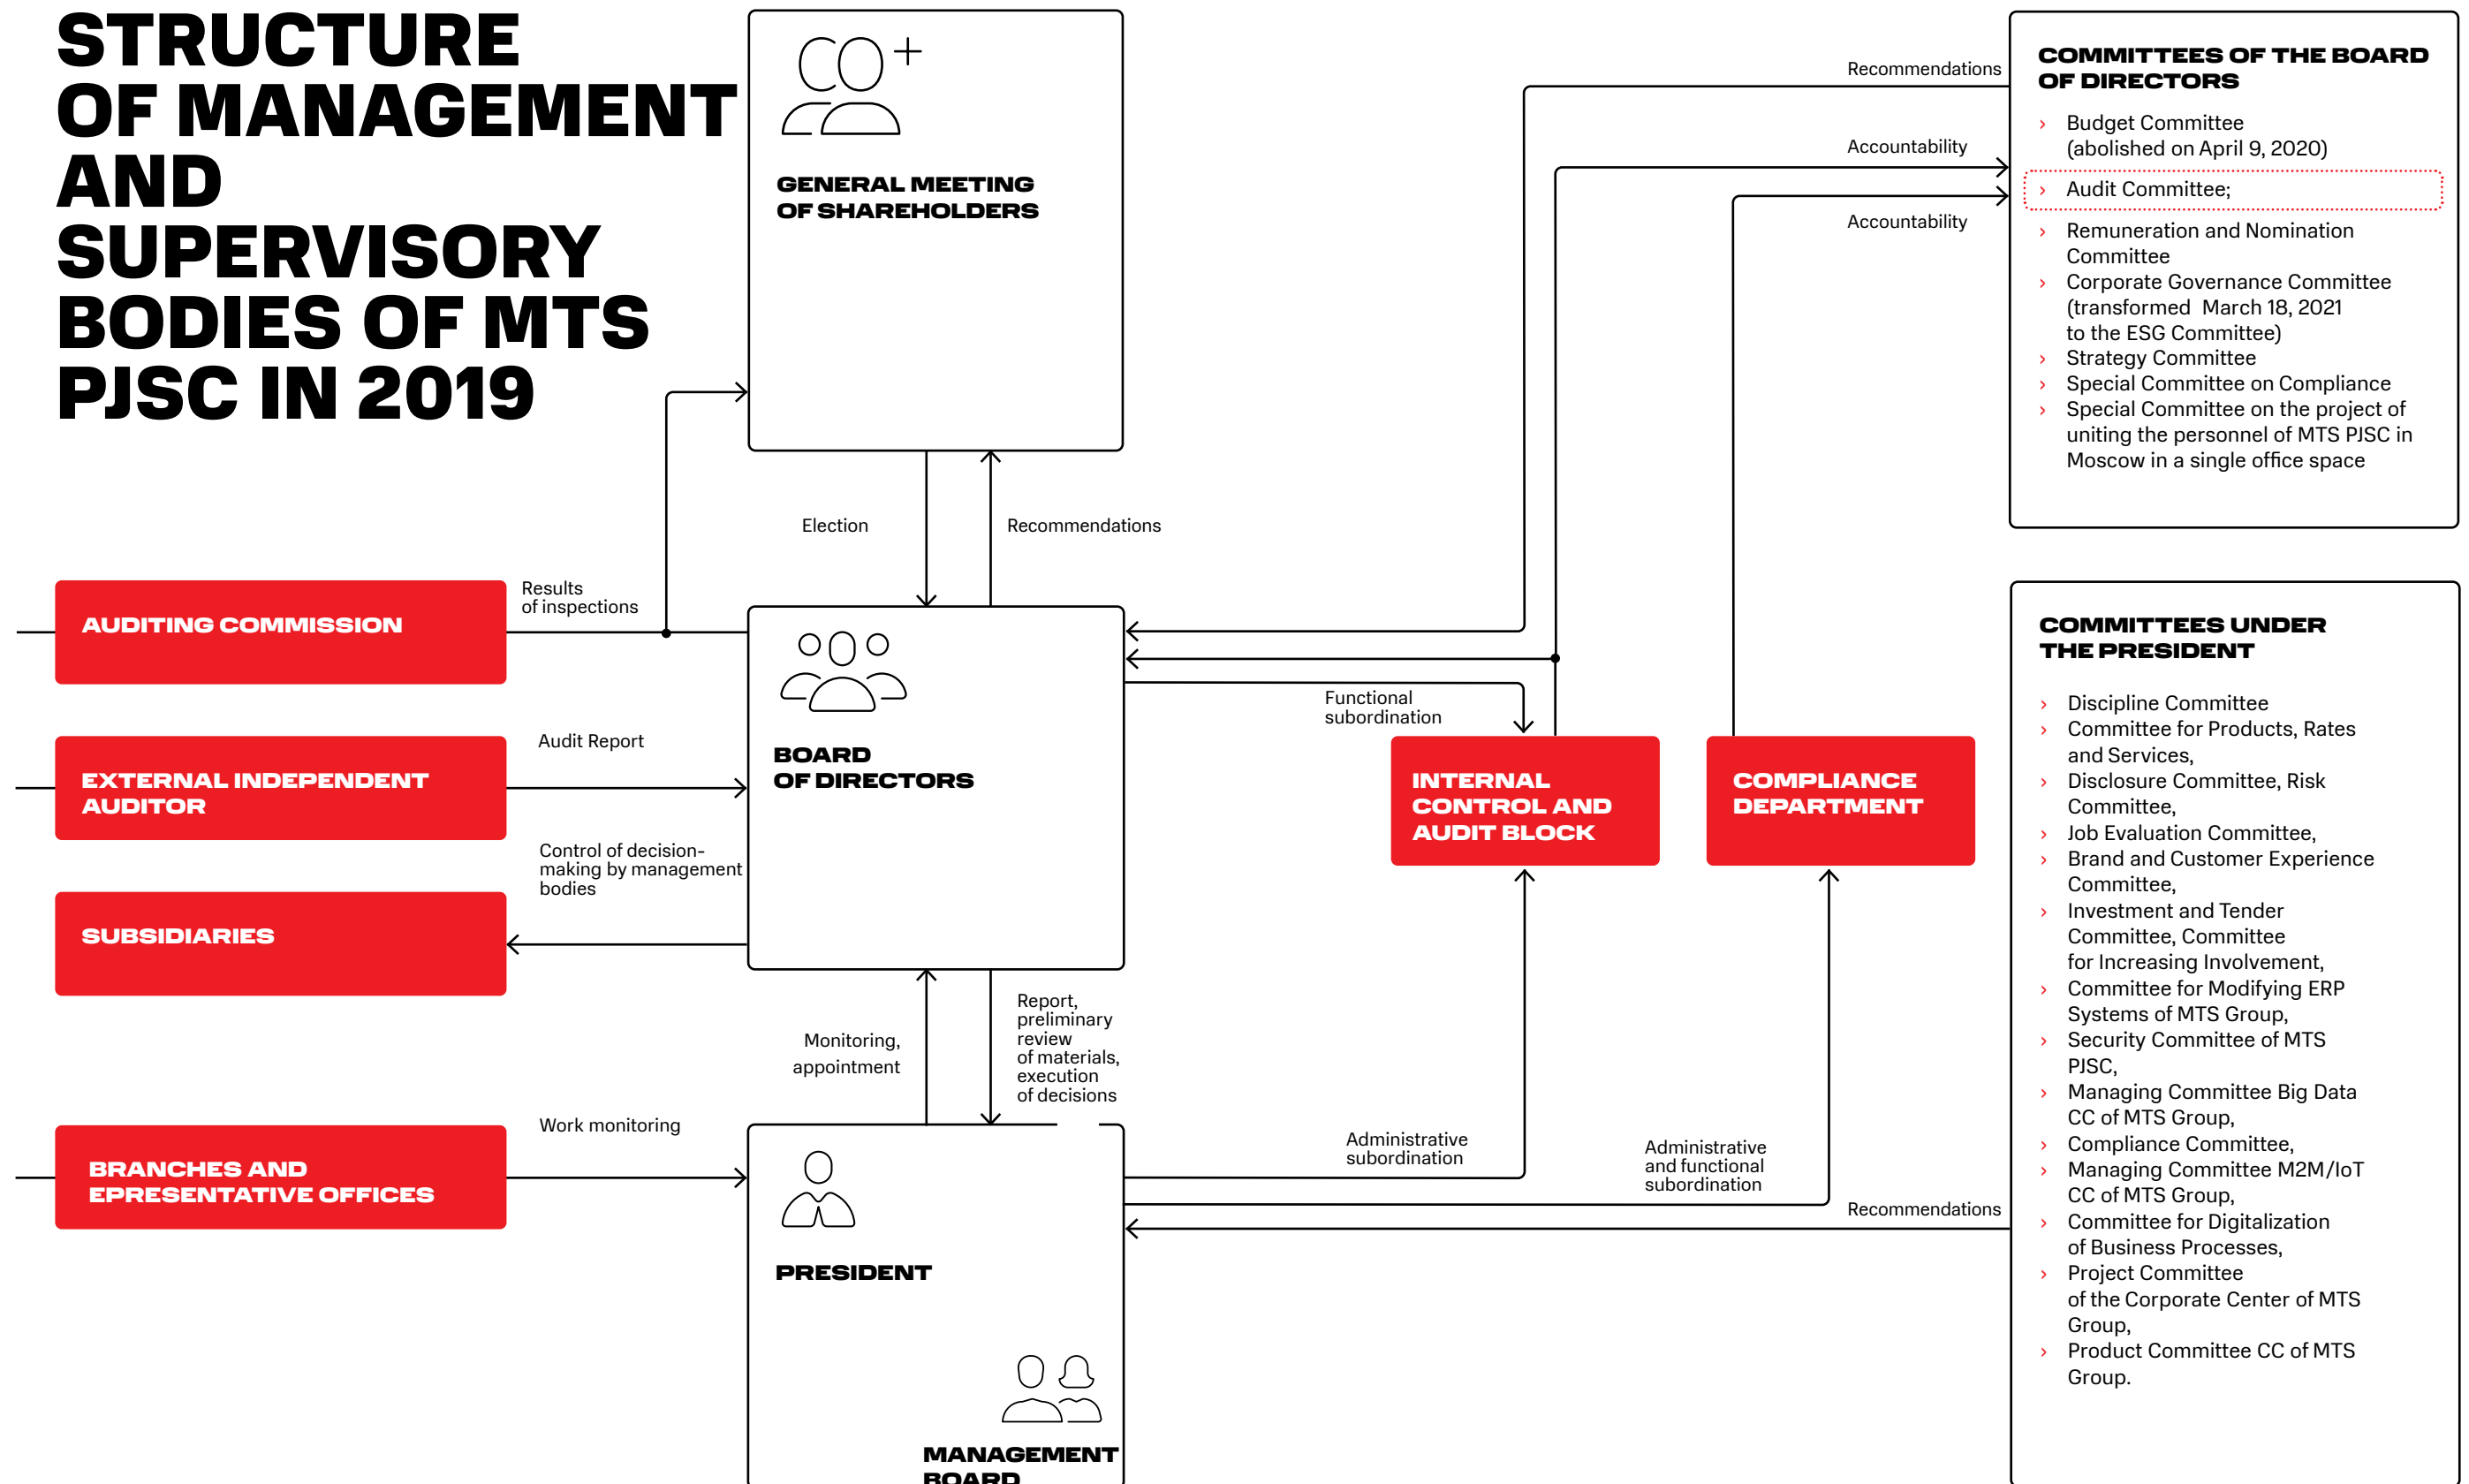 STRUCTURE
OF MANAGEMENT
AND
SUPERVISORY
BODIES OF MTS
PJSC IN 2019
GENERAL MEETING
OF SHAREHOLDERS
Election
Recommendations
AUDITING COMMISSION
Results
of inspections
EXTERNAL INDEPENDENT
AUDITOR
Audit Report
SUBSIDIARIES
Control of decision-
making by management
bodies
BOARD
OF DIRECTORS
Monitoring,
appointment
Report,
preliminary
review
of materials,
execution
of decisions
BRANCHES AND
EPRESENTATIVE OFFICES
Work monitoring
PRESIDENT
MANAGEMENT
BOARD
Recommendations
Accountability
Accountability
Functional
subordination
INTERNAL
CONTROL AND
AUDIT BLOCK
COMPLIANCE
DEPARTMENT
Administrative
subordination
Administrative
and functional
subordination
Recommendations
COMMITTEES OF THE BOARD
OF DIRECTORS
› Budget Committee
(abolished on April 9, 2020)
› Audit Committee;
› Remuneration and Nomination
Committee
› Corporate Governance Committee
(transformed March 18, 2021
to the ESG Committee)
› Strategy Committee
› Special Committee on Compliance
› Special Committee on the project of
uniting the personnel of MTS PJSC in
Moscow in a single office space
COMMITTEES UNDER
THE PRESIDENT
› Discipline Committee
› Committee for Products, Rates
and Services,
› Disclosure Committee, Risk
Committee,
› Job Evaluation Committee,
› Brand and Customer Experience
Committee,
› Investment and Tender
Committee, Committee
for Increasing Involvement,
› Committee for Modifying ERP
Systems of MTS Group,
› Security Committee of MTS
PJSC,
› Managing Committee Big Data
CC of MTS Group,
› Compliance Committee,
› Managing Committee M2M/IoT
CC of MTS Group,
› Committee for Digitalization
of Business Processes,
› Project Committee
of the Corporate Center of MTS
Group,
› Product Committee CC of MTS
Group.